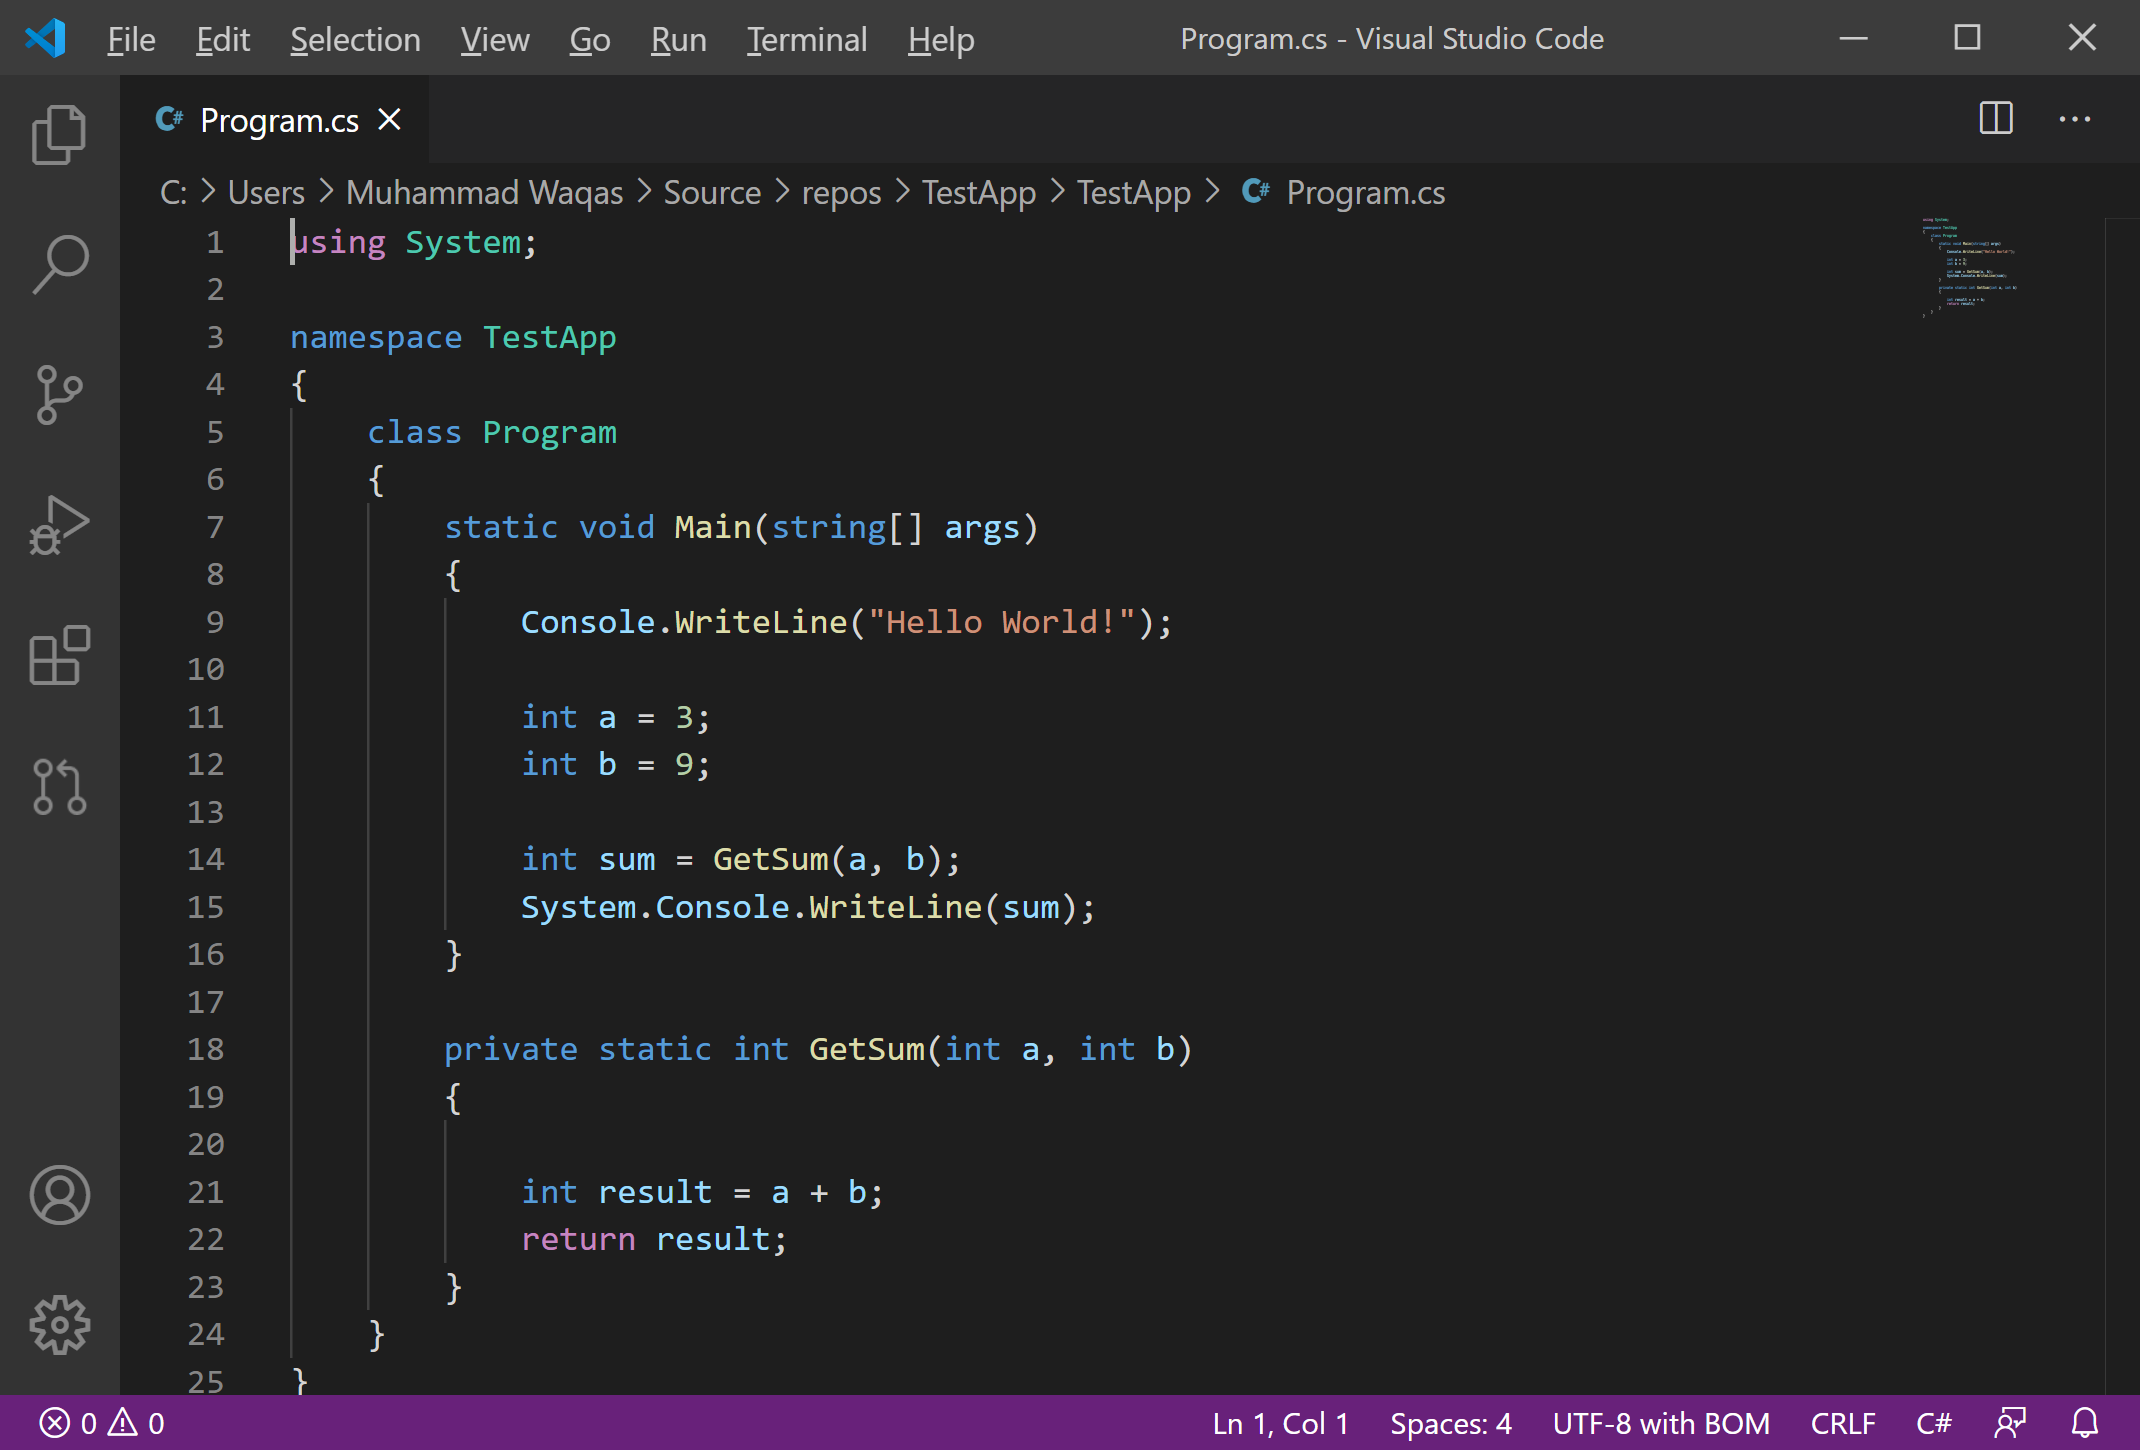 File Edit Selection View Go Run Terminal Help Program.cs - Visual Studio Code
C# Program.cs
C: > Users > Muhammad Waqas > Source > repos > TestApp > TestApp > C# Program.cs
1 using System;
2
3 namespace TestApp
4 {
5     class Program
6     {
7         static void Main(string[] args)
8         {
9             Console.WriteLine("Hello World!");
10
11             int a = 3;
12             int b = 9;
13
14             int sum = GetSum(a, b);
15             System.Console.WriteLine(sum);
16         }
17
18         private static int GetSum(int a, int b)
19         {
20
21             int result = a + b;
22             return result;
23         }
24     }
25 }
0 0 Ln 1, Col 1 Spaces: 4 UTF-8 with BOM CRLF C#